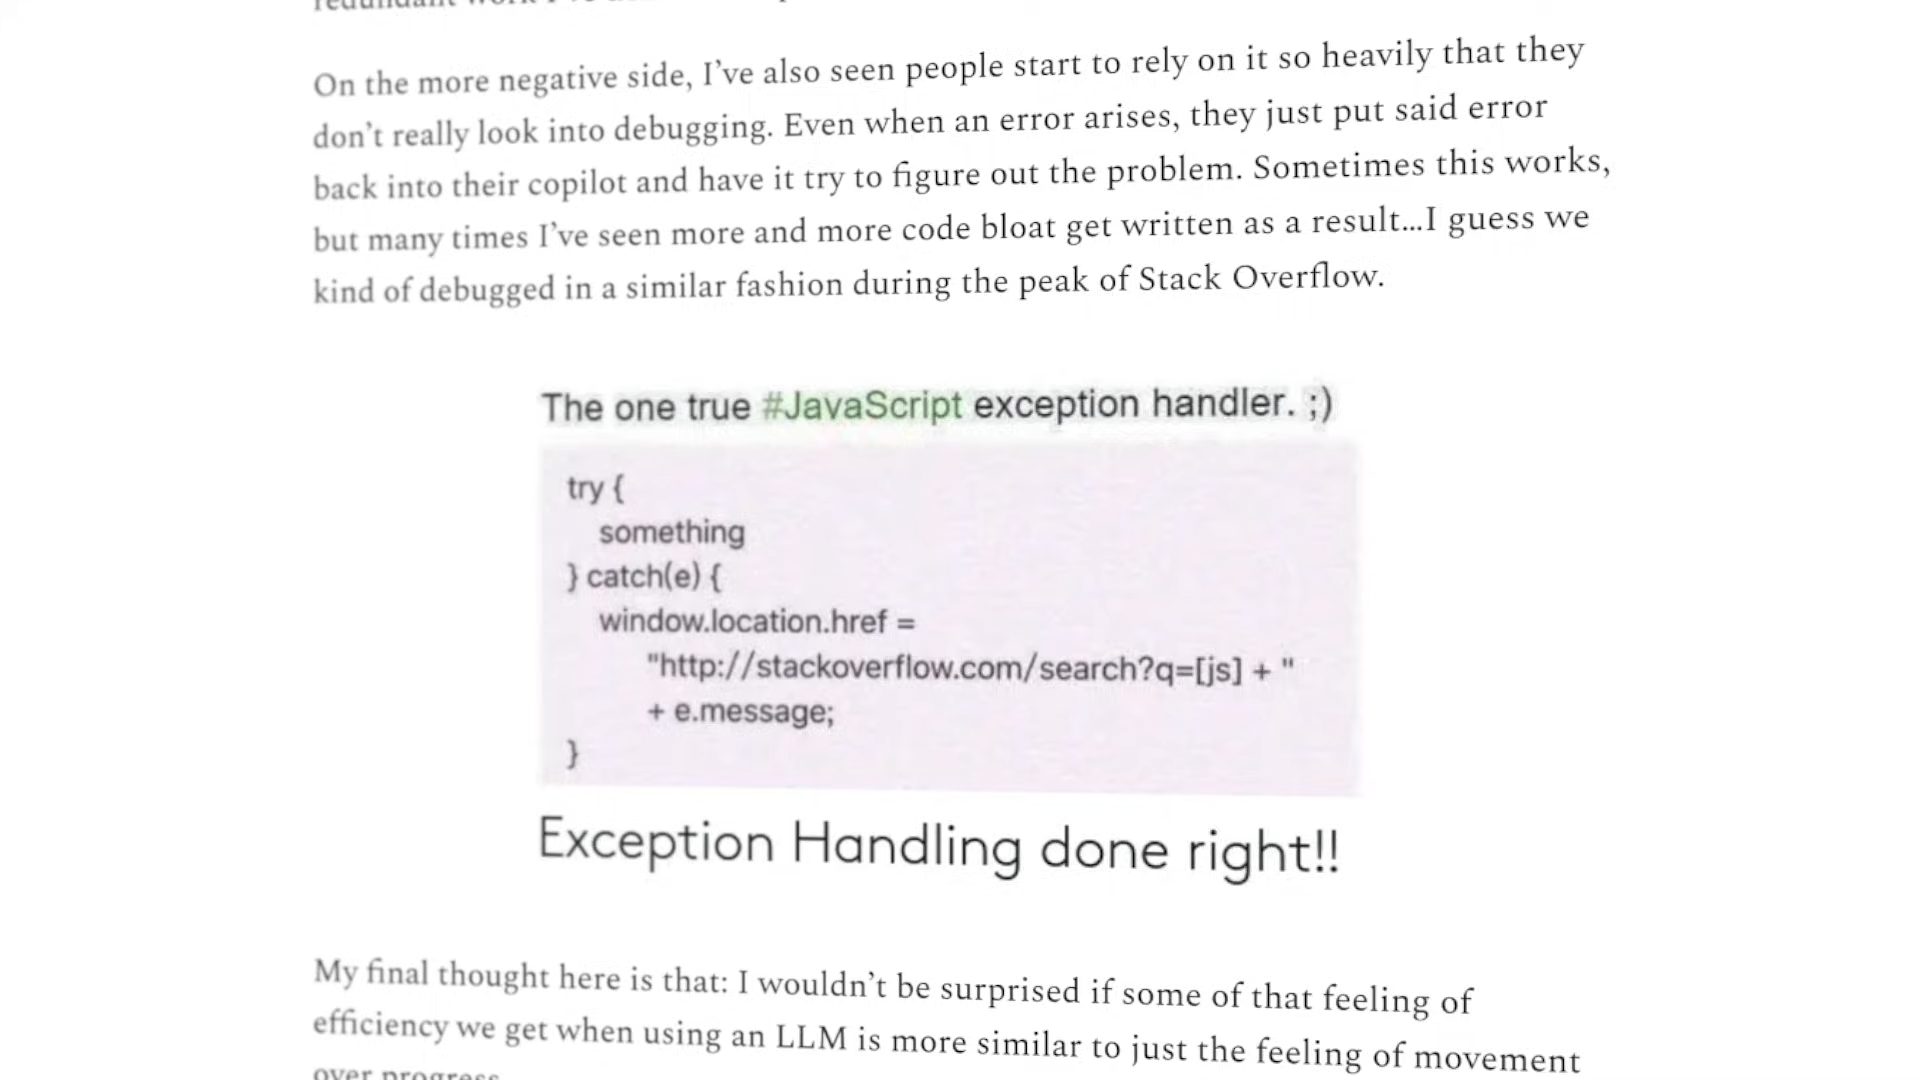 On the more negative side, I've also seen people start to rely on it so heavily that they
don't really look into debugging. Even when an error arises, they just put said error
back into their copilot and have it try to figure out the problem. Sometimes this works,
but many times I've seen more and more code bloat get written as a result...I guess we
kind of debugged in a similar fashion during the peak of Stack Overflow.
The one true #JavaScript exception handler. ;)
try {
something
} catch(e) {
window.location.href =
"http://stackoverflow.com/search?q=[js] + "
+ e.message;
}
Exception Handling done right!!
My final thought here is that: I wouldn't be surprised if some of that feeling of
efficiency we get when using an LLM is more similar to just the feeling of movement
over progress